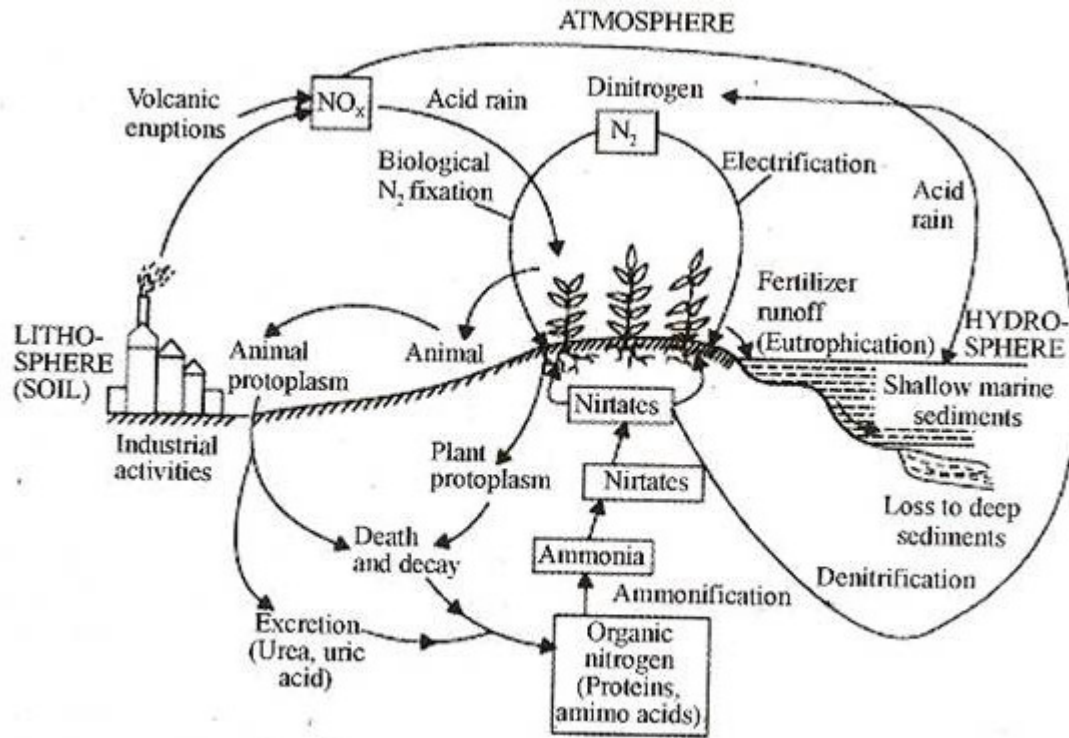 ATMOSPHERE
Volcanic
eruptions
NOx
Acid rain
Dinitrogen
N2
Biological
N2 fixation
Electrification
Acid
rain
LITHO-
SPHERE
(SOIL)
Animal
protoplasm
Animal
Fertilizer
runoff
(Eutrophication)
HYDRO-
SPHERE
Shallow marine
sediments
Industrial
activities
Nirtates
Plant
protoplasm
Nirtates
Loss to deep
sediments
Death
and decay
Ammonia
Denitrification
Ammonification
Excretion
(Urea, uric
acid)
Organic
nitrogen
(Proteins,
amimo acids)